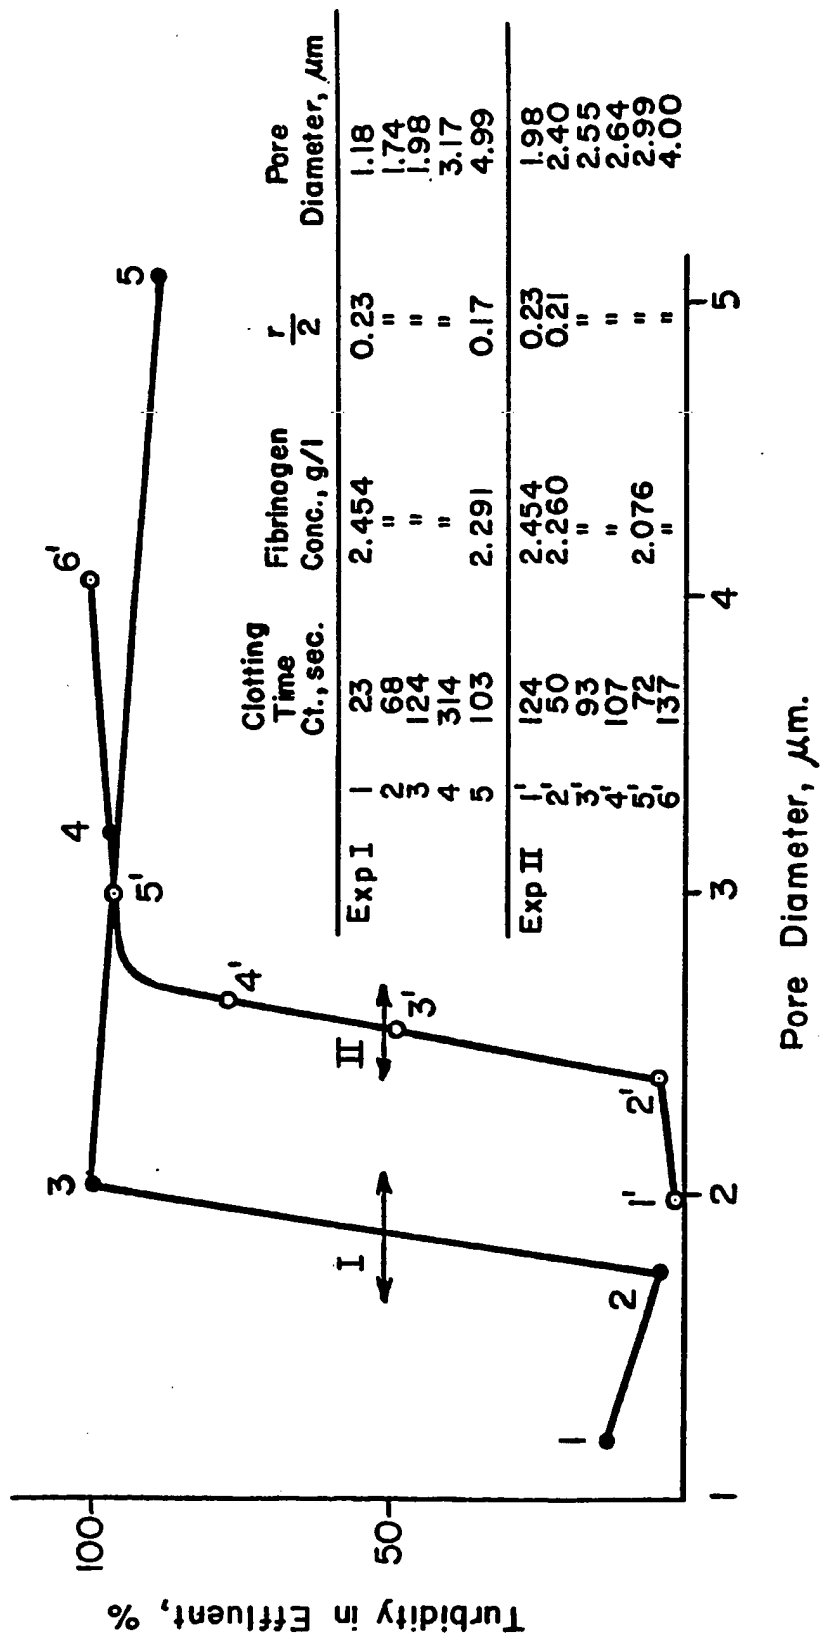 Turbidity in Effluent, %
100
50
1
2
3
4
5
Pore Diameter, μm.
1
2
3
4
5
I
II
1'
2'
3'
4'
5'
6'
Clotting Time Ct., sec.
Fibrinogen Conc., g/l
r/2
Pore Diameter, μm
Exp I
1 23 2.454 0.23 1.18
2 68 " " 1.74
3 124 " " 1.98
4 314 " " 3.17
5 103 2.291 0.17 4.99
Exp II
1' 124 2.454 0.23 1.98
2' 50 2.260 0.21 2.40
3' 93 " " 2.55
4' 107 " " 2.64
5' 72 2.076 " 2.99
6' 137 " " 4.00